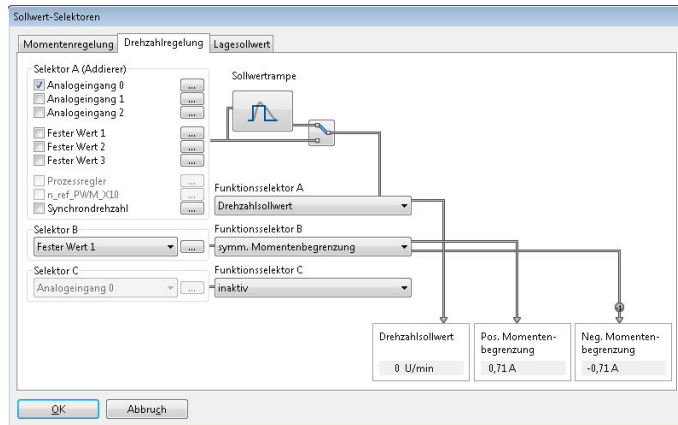 Sollwert-Selektoren
Momentenregelung Drehzahlregelung Lagesollwert
Selektor A (Addierer)
Analogeingang 0 ...
Analogeingang 1 ...
Analogeingang 2 ...
Fester Wert 1 ...
Fester Wert 2 ...
Fester Wert 3 ...
Prozessregler ...
n_ref_PWM_X10 ...
Synchrondrehzahl ...
Sollwertrampe
Funktionsselektor A
Drehzahlsollwert
Selektor B
Fester Wert 1 ...
Funktionsselektor B
symm. Momentenbegrenzung
Selektor C
Analogeingang 0 ...
Funktionsselektor C
inaktiv
-1
Drehzahlsollwert
0 U/min
Pos. Momenten-
begrenzung
0,71 A
Neg. Momenten-
begrenzung
-0,71 A
OK Abbruch